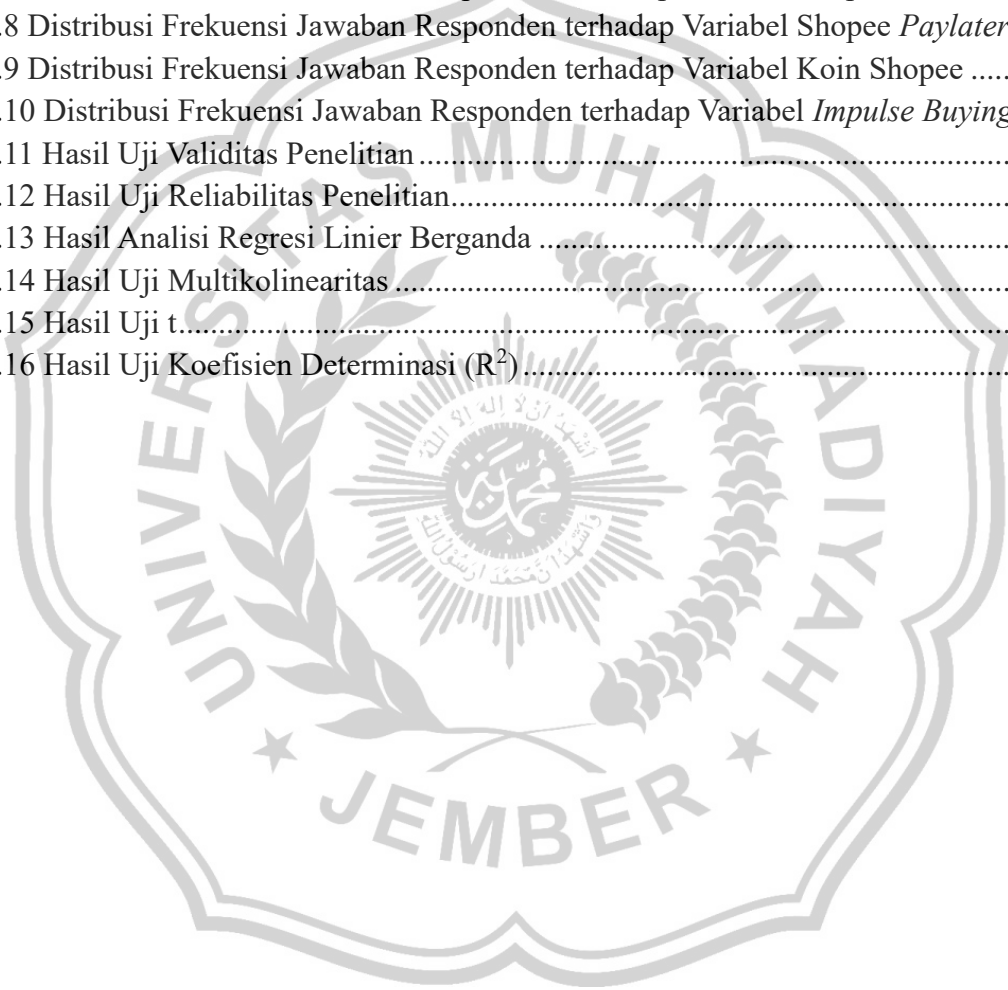 .8 Distribusi Frekuensi Jawaban Responden terhadap Variabel Shopee Paylater
.9 Distribusi Frekuensi Jawaban Responden terhadap Variabel Koin Shopee .....
.10 Distribusi Frekuensi Jawaban Responden terhadap Variabel Impulse Buying
.11 Hasil Uji Validitas Penelitian ..........................................................................
.12 Hasil Uji Reliabilitas Penelitian......................................................................
.13 Hasil Analisi Regresi Linier Berganda ...........................................................
.14 Hasil Uji Multikolinearitas .............................................................................
.15 Hasil Uji t.......................................................................................................
.16 Hasil Uji Koefisien Determinasi (R²) .............................................................
UNIVERSITAS MUHAMMADIYAH
JEMBER